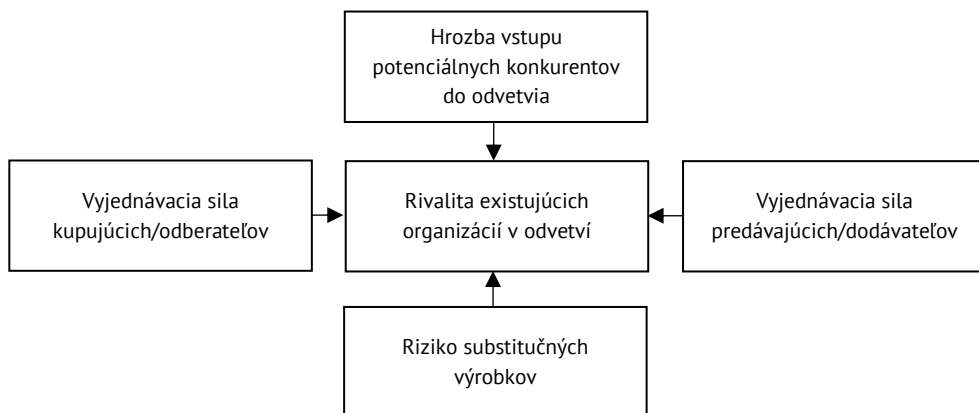 Hrozba vstupu
potenciálnych konkurentov
do odvetvia
Vyjednávacia sila
kupujúcich/odberateľov
Rivalita existujúcich
organizácií v odvetví
Vyjednávacia sila
predávajúcich/dodávateľov
Riziko substitučných
výrobkov